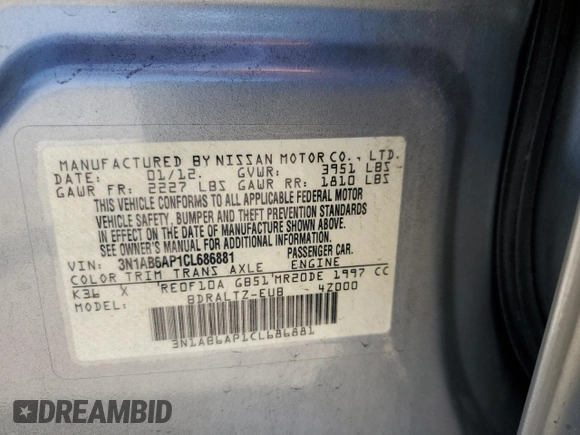 MANUFACTURED BY NISSAN MOTOR CO., LTD.
DATE: 01/12. GVWR: 3951 LBS
GAWR FR: 2227 LBS GAWR RR: 1810 LBS
THIS VEHICLE CONFORMS TO ALL APPLICABLE FEDERAL MOTOR
VEHICLE SAFETY, BUMPER AND THEFT PREVENTION STANDARDS
IN EFFECT ON THE DATE OF MANUFACTURE SHOWN ABOVE.
SEE OWNER'S MANUAL FOR ADDITIONAL INFORMATION.
VIN: 3N1AB6AP1CL686881 PASSENGER CAR.
COLOR TRIM TRANS AXLE ENGINE
K36 X RE0F10A GB51 MR20DE 1997 CC
MODEL: BDRALTZ-EUB 42000
3N1AB6AP1CL686881
DREAMBID